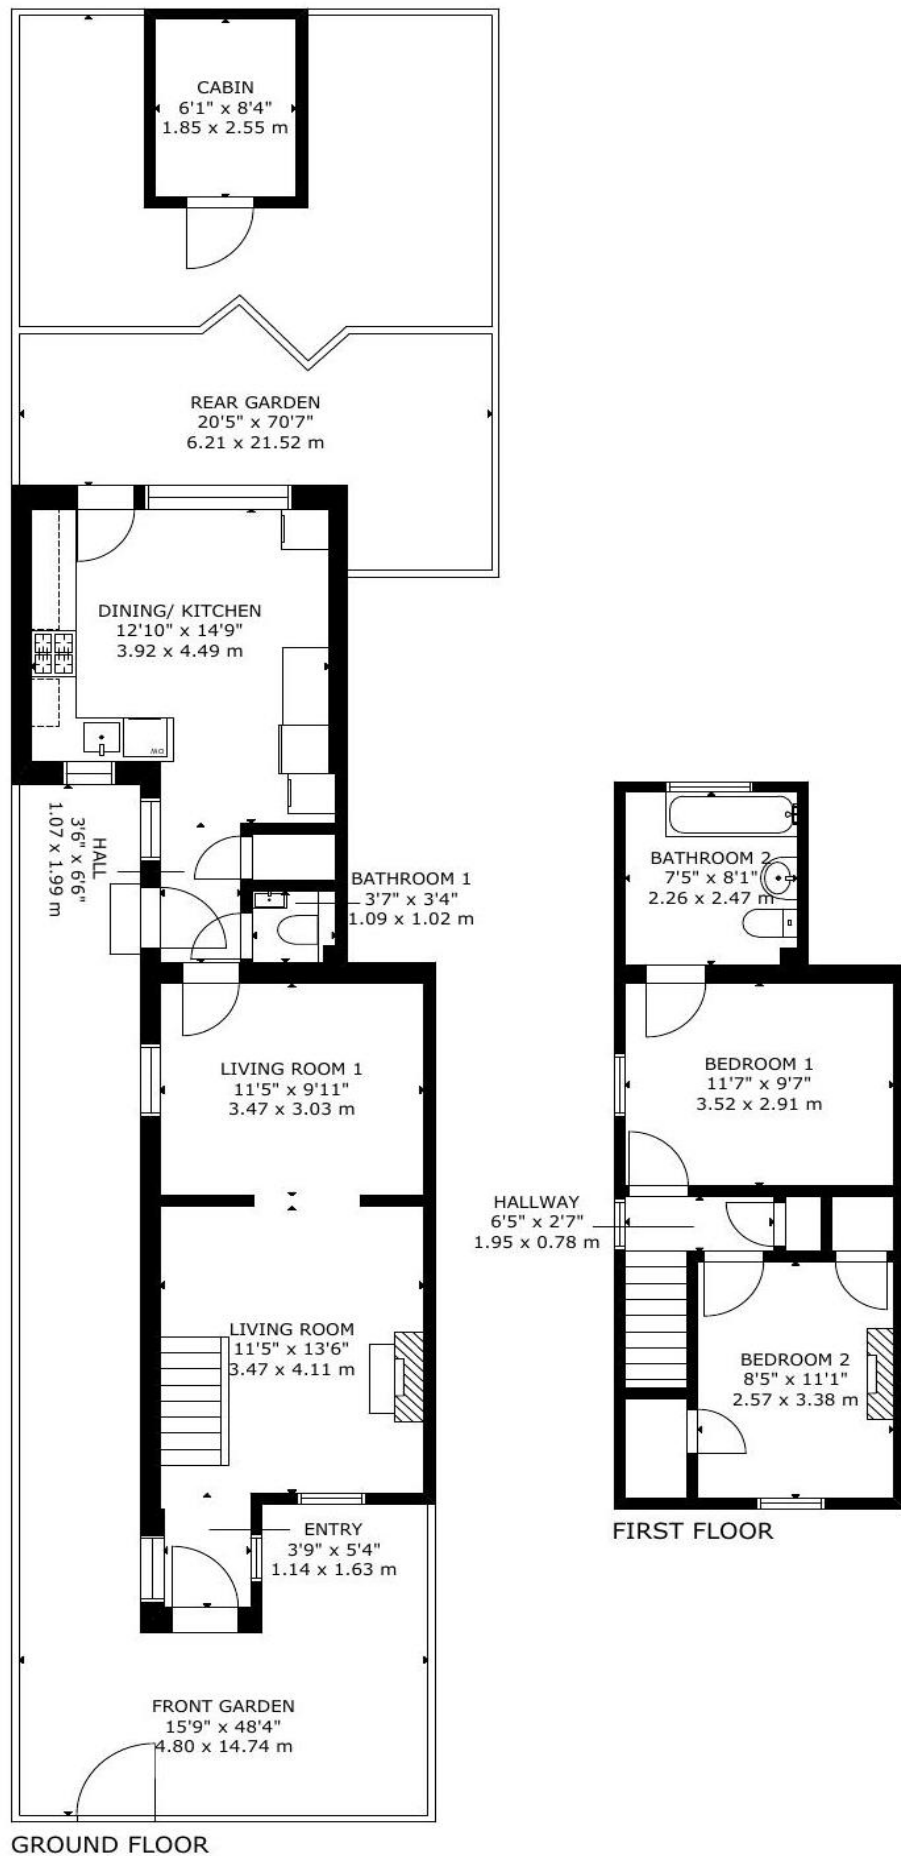 CABIN
6'1" x 8'4"
1.85 x 2.55 m
REAR GARDEN
20'5" x 70'7"
6.21 x 21.52 m
DINING/ KITCHEN
12'10" x 14'9"
3.92 x 4.49 m
DW
HALL
3'6" x 6'6"
1.07 x 1.99 m
BATHROOM 1
3'7" x 3'4"
1.09 x 1.02 m
LIVING ROOM 1
11'5" x 9'11"
3.47 x 3.03 m
LIVING ROOM
11'5" x 13'6"
3.47 x 4.11 m
ENTRY
3'9" x 5'4"
1.14 x 1.63 m
FRONT GARDEN
15'9" x 48'4"
4.80 x 14.74 m
GROUND FLOOR
BATHROOM 2
7'5" x 8'1"
2.26 x 2.47 m
BEDROOM 1
11'7" x 9'7"
3.52 x 2.91 m
HALLWAY
6'5" x 2'7"
1.95 x 0.78 m
BEDROOM 2
8'5" x 11'1"
2.57 x 3.38 m
FIRST FLOOR